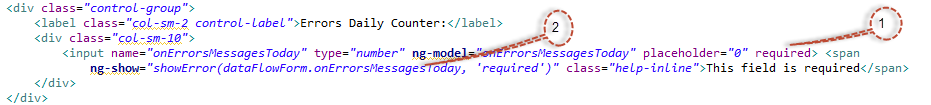 <div class="control-group">
<label class="col-sm-2 control-label">Errors Daily Counter:</label>
<div class="col-sm-10">
<input name="onErrorsMessagesToday" type="number" ng-model="onErrorsMessagesToday" placeholder="0" required> <span
ng-show="showError(dataFlowForm.onErrorsMessagesToday, 'required')" class="help-inline">This field is required</span>
</div>
</div>
1
2